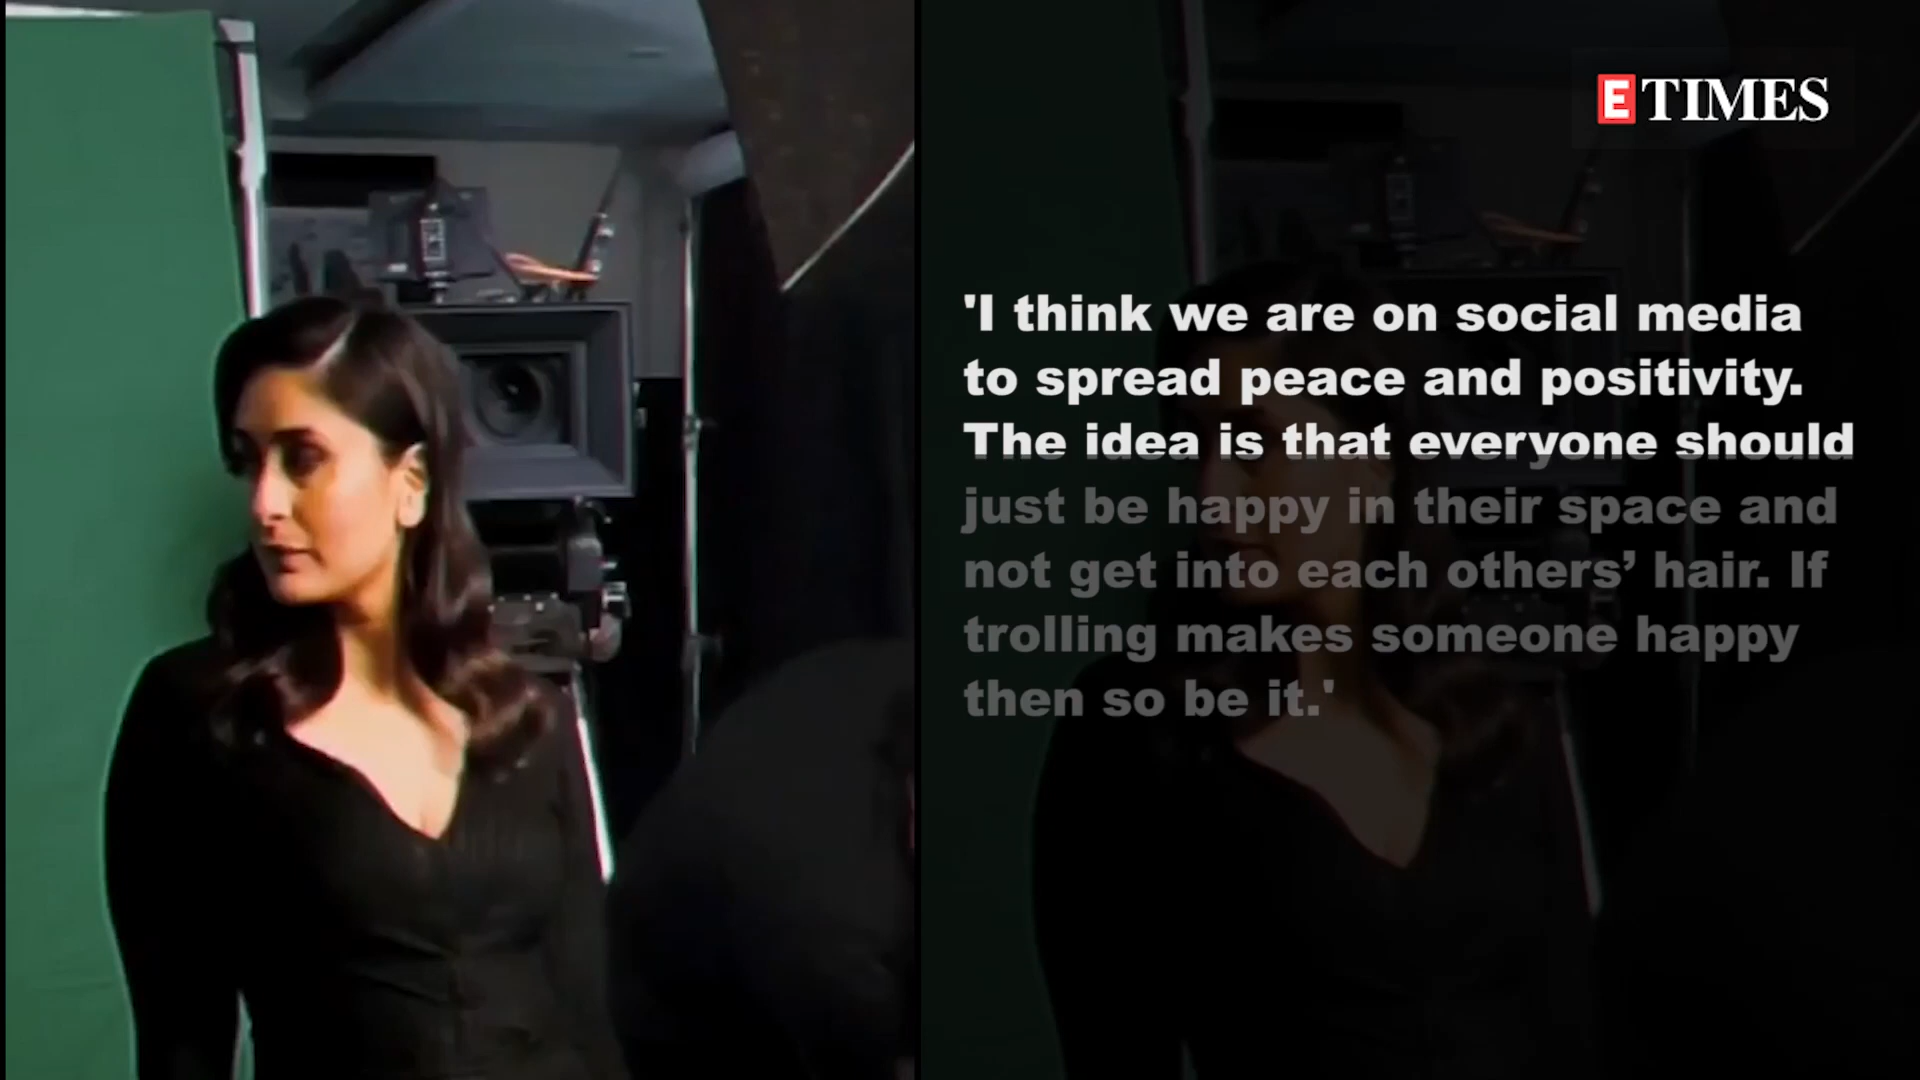 E TIMES
'I think we are on social media
to spread peace and positivity.
The idea is that everyone should
just be happy in their space and
not get into each others’ hair. If
trolling makes someone happy
then so be it.'